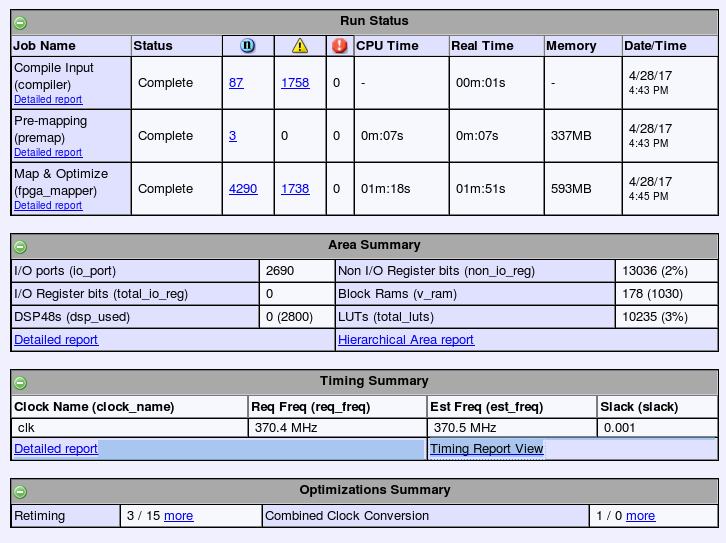 Run Status
Job Name Status n CPU Time Real Time Memory Date/Time
Compile Input (compiler) Complete 87 1758 0 - 00m:01s - 4/28/17 4:43 PM
Detailed report
Pre-mapping (premap) Complete 3 0 0 0m:07s 0m:07s 337MB 4/28/17 4:43 PM
Detailed report
Map & Optimize (fpga_mapper) Complete 4290 1738 0 01m:18s 01m:51s 593MB 4/28/17 4:45 PM
Detailed report
Area Summary
I/O ports (io_port) 2690 Non I/O Register bits (non_io_reg) 13036 (2%)
I/O Register bits (total_io_reg) 0 Block Rams (v_ram) 178 (1030)
DSP48s (dsp_used) 0 (2800) LUTs (total_luts) 10235 (3%)
Detailed report Hierarchical Area report
Timing Summary
Clock Name (clock_name) Req Freq (req_freq) Est Freq (est_freq) Slack (slack)
clk 370.4 MHz 370.5 MHz 0.001
Detailed report Timing Report View
Optimizations Summary
Retiming 3 / 15 more Combined Clock Conversion 1 / 0 more